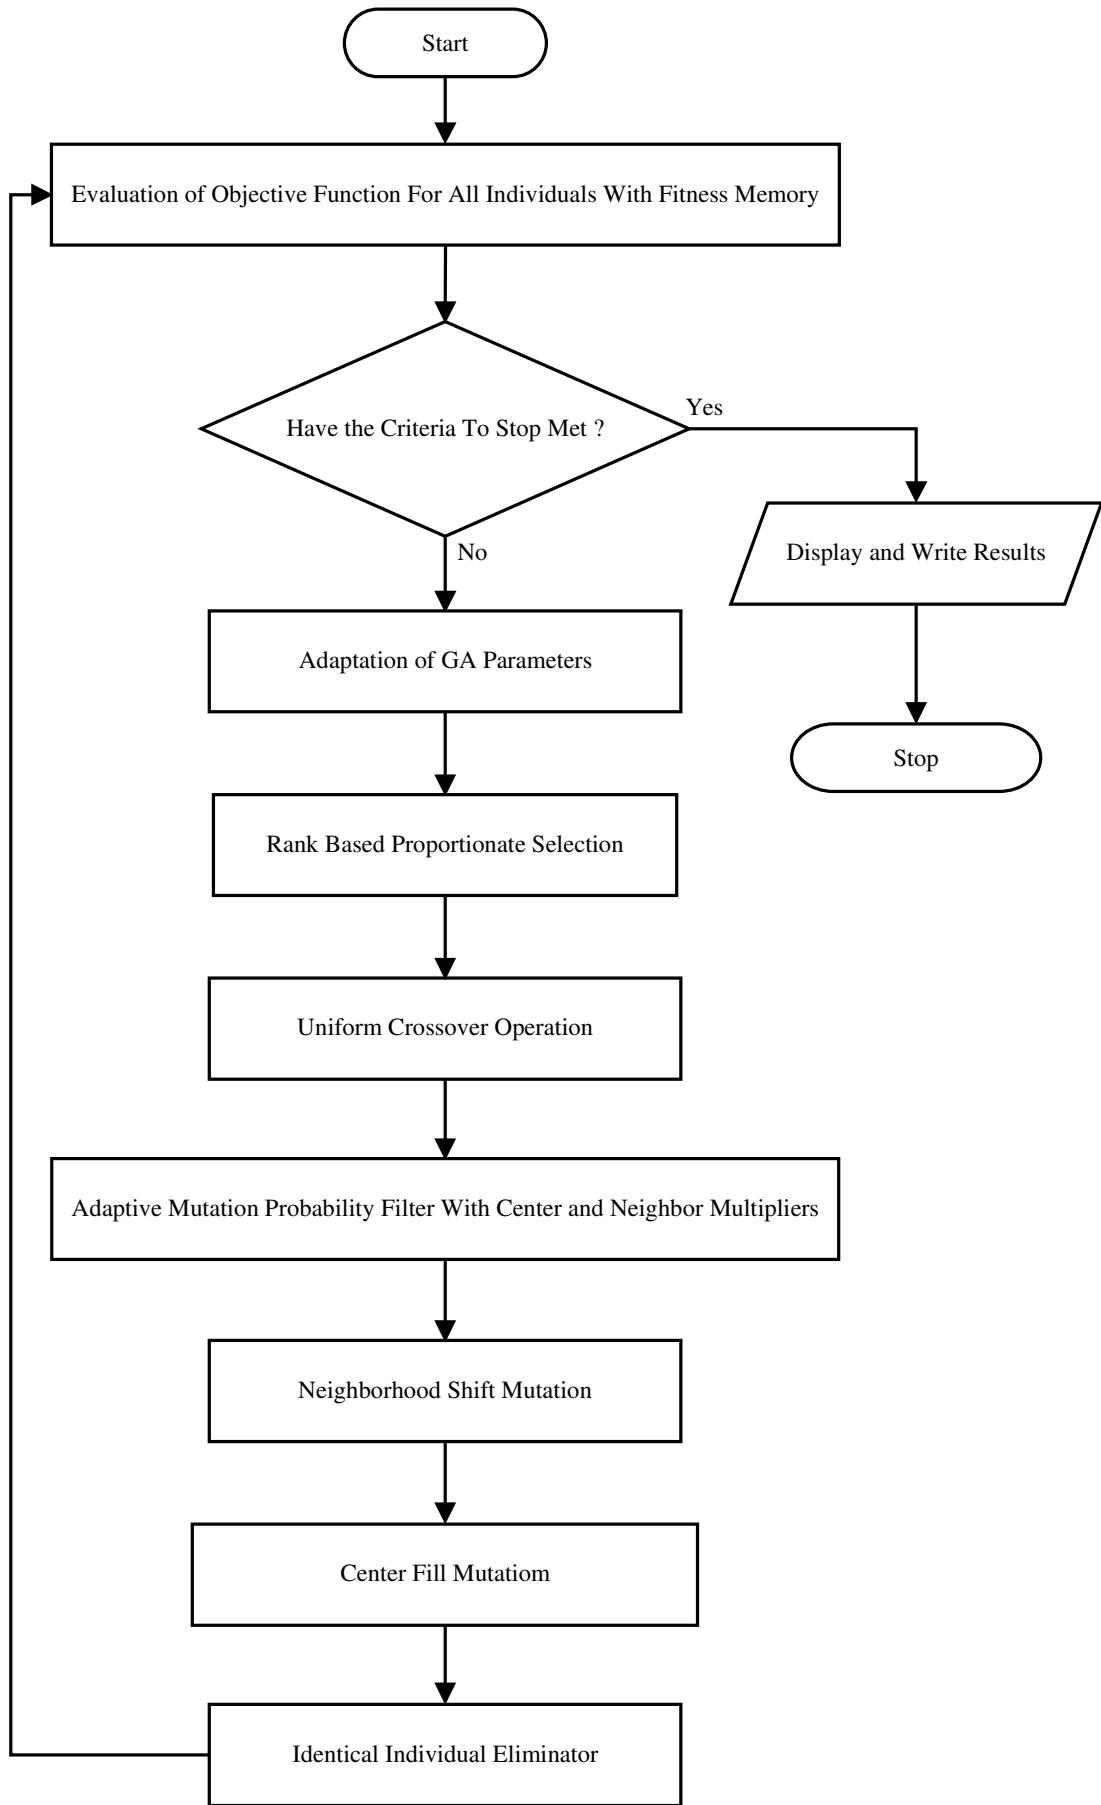 Start
Evaluation of Objective Function For All Individuals With Fitness Memory
Have the Criteria To Stop Met ?
Yes
No
Display and Write Results
Adaptation of GA Parameters
Stop
Rank Based Proportionate Selection
Uniform Crossover Operation
Adaptive Mutation Probability Filter With Center and Neighbor Multipliers
Neighborhood Shift Mutation
Center Fill Mutatiom
Identical Individual Eliminator